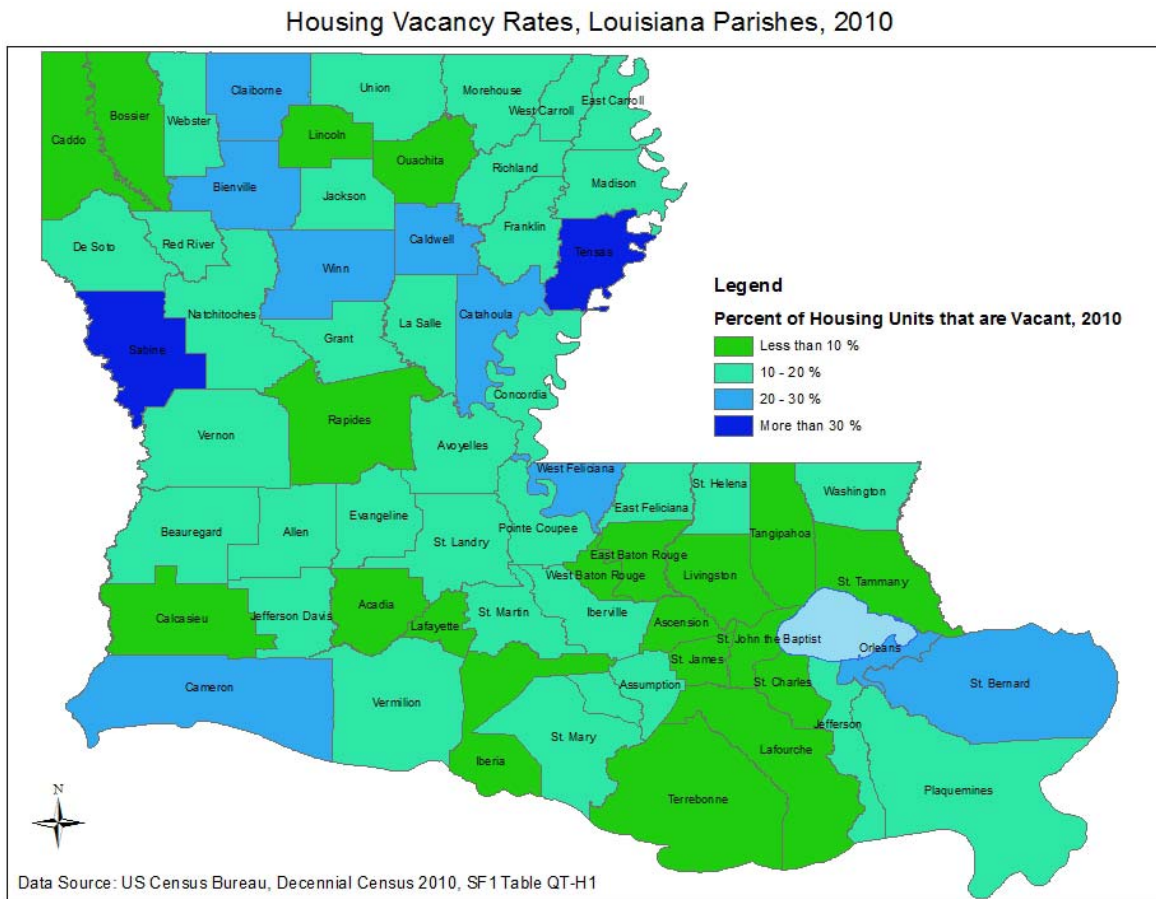 Housing Vacancy Rates, Louisiana Parishes, 2010
Claiborne
Union
Morehouse
West Carroll
East Carroll
Bossier
Webster
Caddo
Lincoln
Ouachita
Richland
Madison
Bienville
Jackson
Franklin
De Soto
Red River
Caldwell
Tensas
Winn
Natchitoches
La Salle
Catahoula
Grant
Sabine
Concordia
Rapides
Vernon
Avoyelles
Legend
Percent of Housing Units that are Vacant, 2010
Less than 10 %
10 - 20 %
20 - 30 %
More than 30 %
West Feliciana
St. Helena
Washington
East Feliciana
Evangeline
Pointe Coupee
Tangipahoa
Beauregard
Allen
St. Landry
East Baton Rouge
West Baton Rouge
Livingston
St. Tammany
Acadia
Jefferson Davis
Calcasieu
Lafayette
St. Martin
Iberville
Ascension
St. John the Baptist
Orleans
St. James
Cameron
Vermilion
Assumption
St. Charles
St. Bernard
Jefferson
St. Mary
Lafourche
Iberia
Terrebonne
Plaquemines
N
Data Source: US Census Bureau, Decennial Census 2010, SF1 Table QT-H1